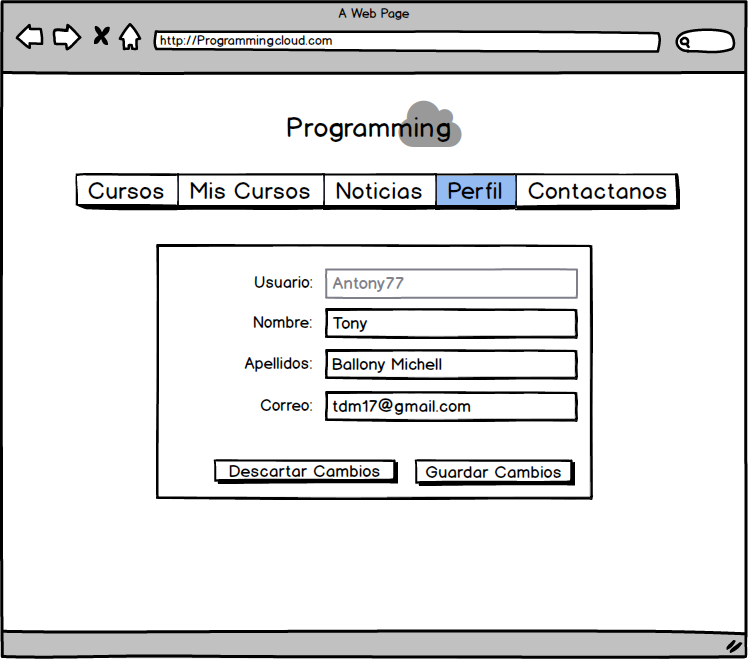 A Web Page
http://Programmingcloud.com
Programming
Cursos Mis Cursos Noticias Perfil Contactanos
Usuario: Antony77
Nombre: Tony
Apellidos: Ballony Michell
Correo: tdm17@gmail.com
Descartar Cambios Guardar Cambios